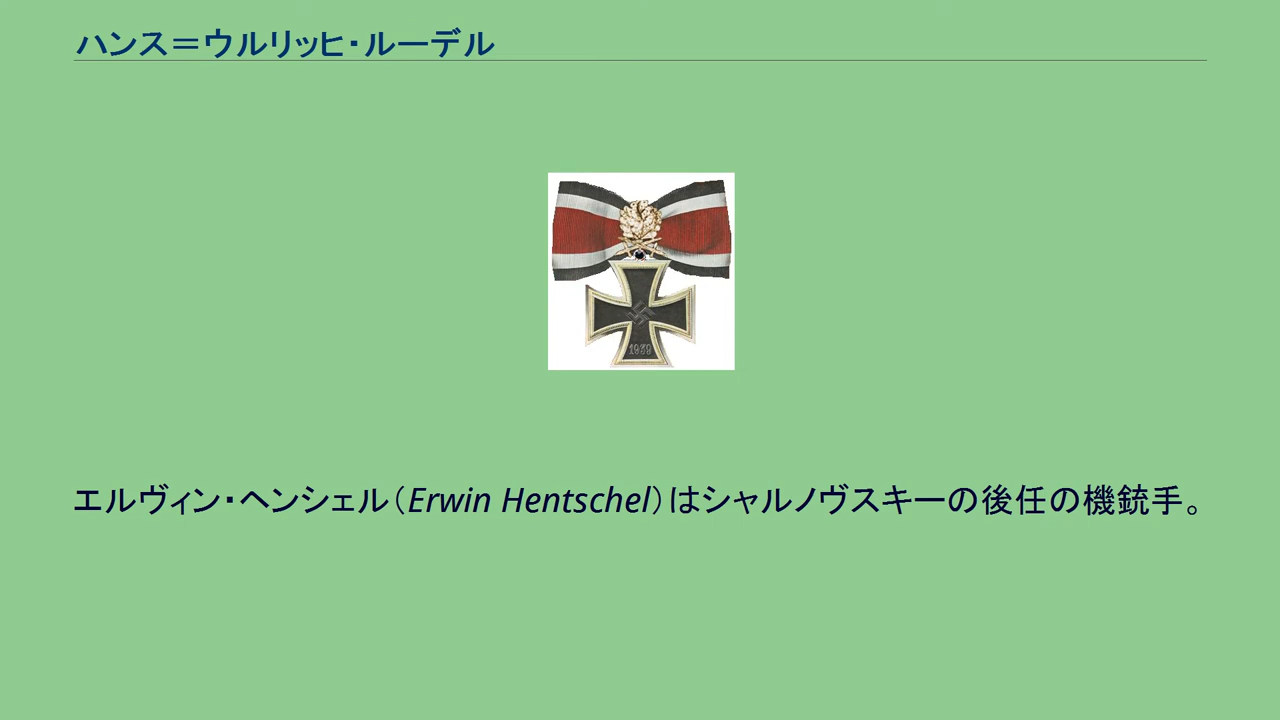 ハンス＝ウルリッヒ・ルーデル
1939
エルヴィン・ヘンシェル（Erwin Hentschel）はシャルノヴスキーの後任の機銃手。